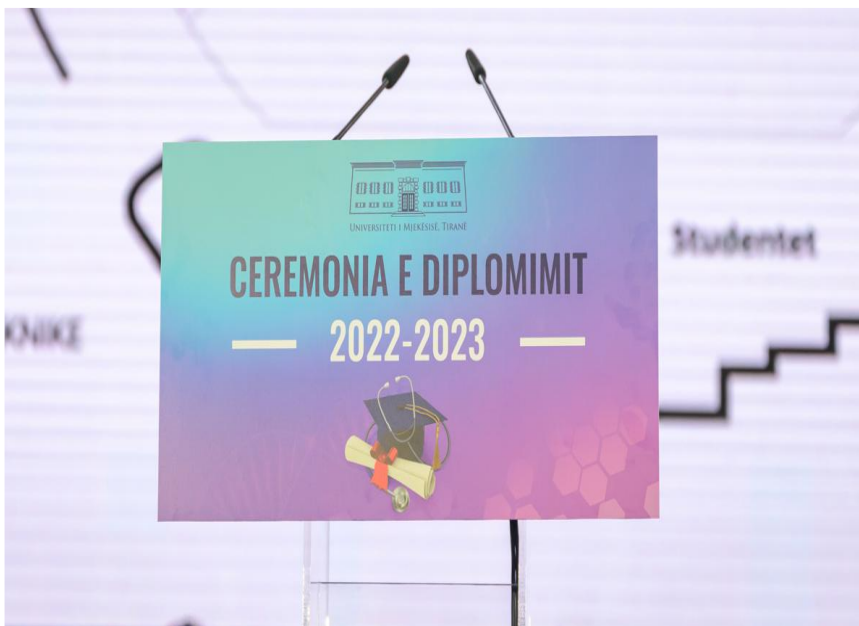 UNIVERSITETI I MJEKËSISË, TIRANË
CEREMONIA E DIPLOMIMIT
2022-2023
Studentet